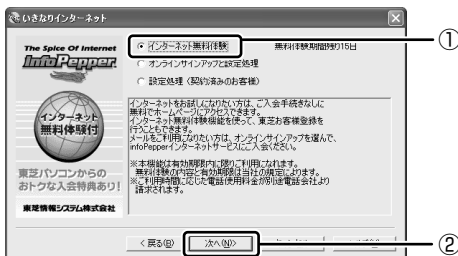 いきなりインターネット
The Spice Of Internet
InfoPepper
インターネット
無料体験付
東芝パソコンからの
おトクな入会特典あり!
東芝情報システム株式会社
インターネット無料体験 無料体験期間残り15日
オンラインサインアップと設定処理
設定処理(契約済みのお客様)
インターネットをお試しになりたい方は、ご入会手続きなしに
無料でホームページにアクセスできます。
インターネット無料体験機能を使って、東芝お客様登録を
行うこともできます。
メールをご利用になりたい方は、オンラインサインアップを選んで、
infoPepperインターネットサービスにご入会ください。
※本機能は有効期限内に限りご利用になれます。
無料体験の内容と有効期限は当社の規定によります。
※ご利用時間に応じた電話使用料金が別途電話会社より
請求されます。
<戻る(B) 次へ(N)>
①
②